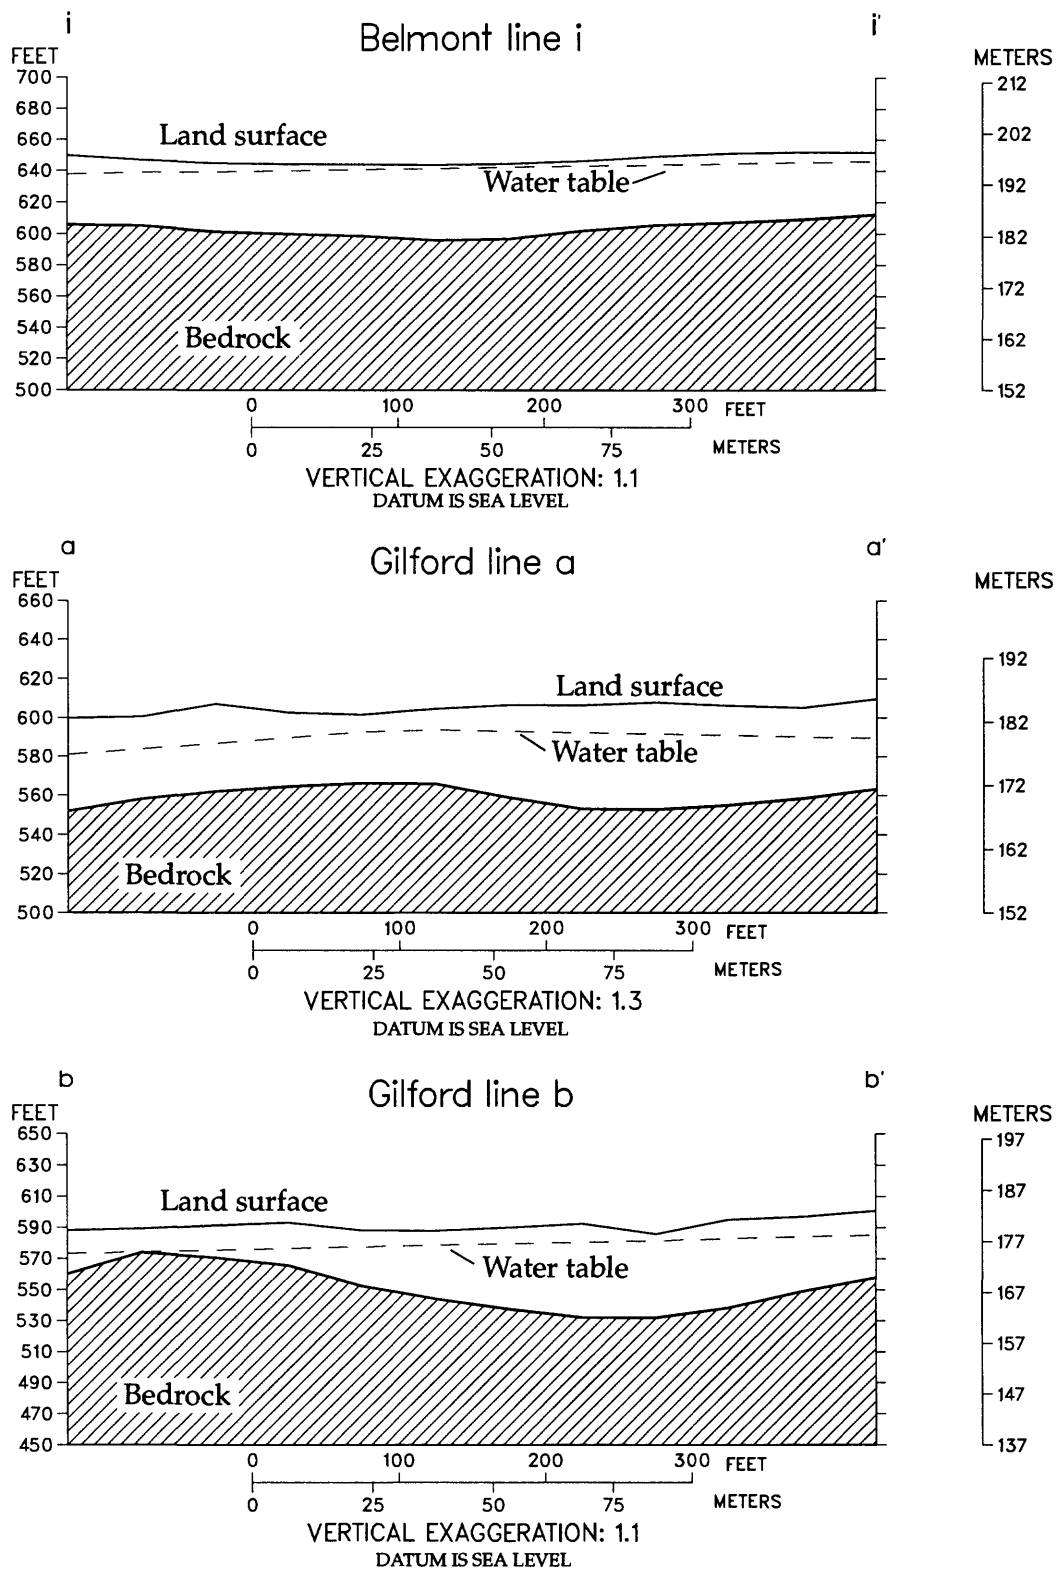 i Belmont line i i'
FEET METERS
700 212
680
660 Land surface 202
640 Water table 192
620
600 182
580
560 172
540 Bedrock 162
520
500 152
0 100 200 300 FEET
0 25 50 75 METERS
VERTICAL EXAGGERATION: 1.1
DATUM IS SEA LEVEL
a Gilford line a a'
FEET METERS
660
640 192
620 Land surface
600 182
580 Water table
560 172
540 162
520 Bedrock
500 152
0 100 200 300 FEET
0 25 50 75 METERS
VERTICAL EXAGGERATION: 1.3
DATUM IS SEA LEVEL
b Gilford line b b'
FEET METERS
650 197
630
610 Land surface 187
590 177
570 Water table
550 167
530 157
510
490 Bedrock 147
470
450 137
0 100 200 300 FEET
0 25 50 75 METERS
VERTICAL EXAGGERATION: 1.1
DATUM IS SEA LEVEL